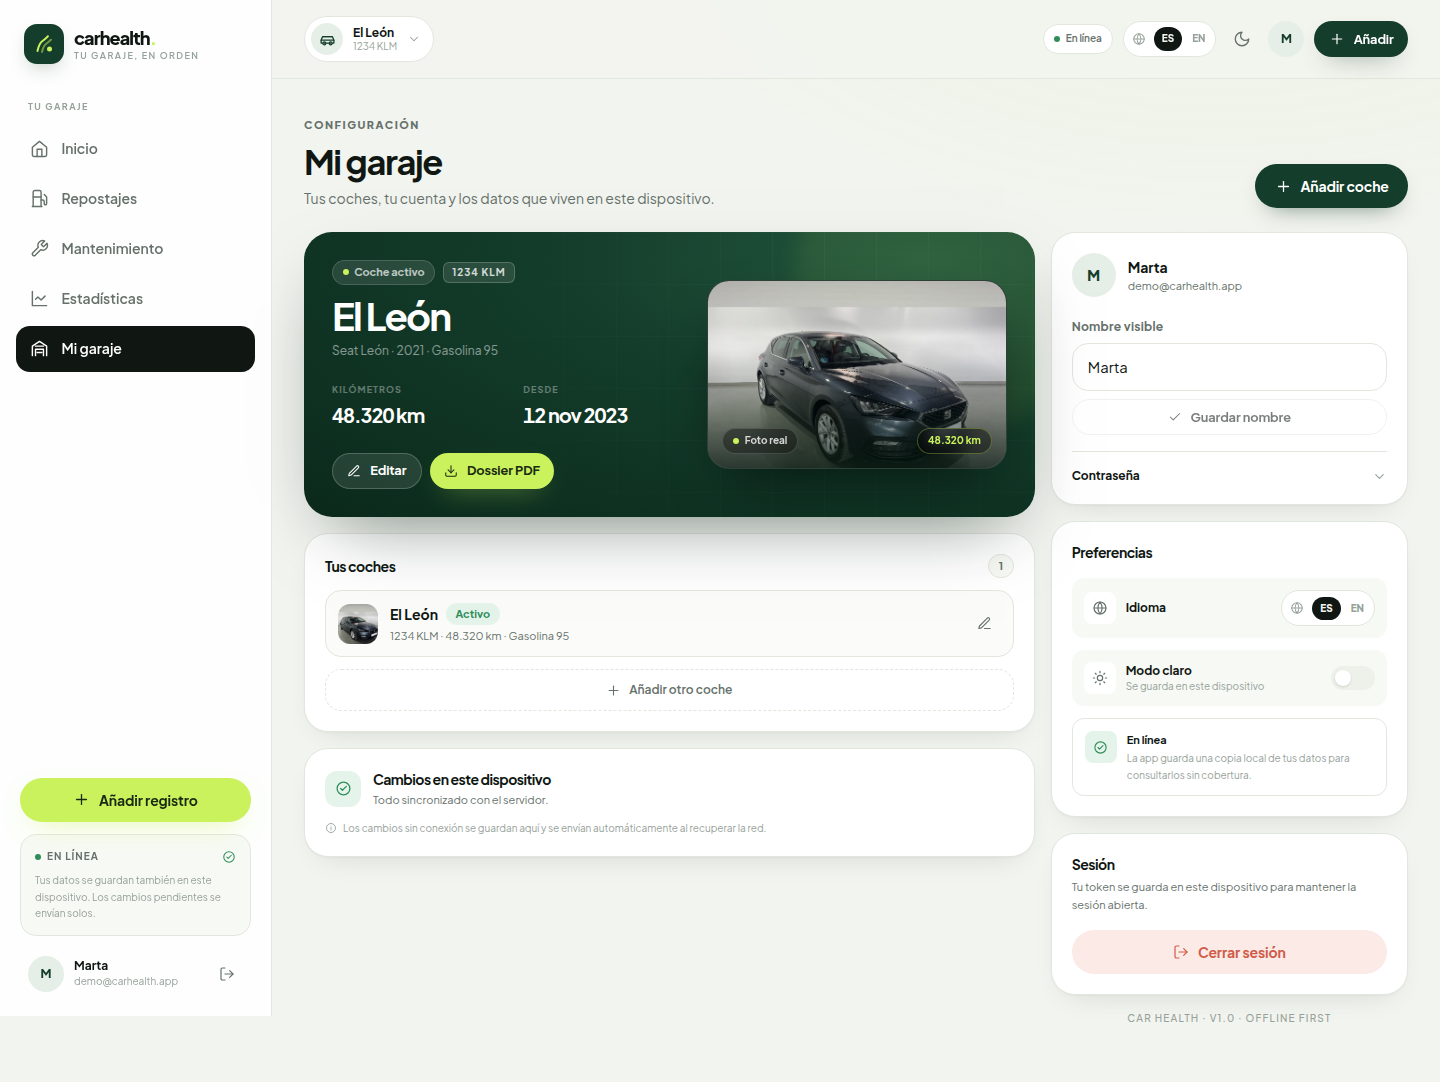 carhealth.
TU GARAJE, EN ORDEN
TU GARAJE
Inicio
Repostajes
Mantenimiento
Estadísticas
Mi garaje
Añadir registro
EN LÍNEA
Tus datos se guardan también en este
dispositivo. Los cambios pendientes se
envían solos.
M
Marta
demo@carhealth.app
El León
1234 KLM
En línea
ES
EN
M
Añadir
CONFIGURACIÓN
Mi garaje
Tus coches, tu cuenta y los datos que viven en este dispositivo.
Añadir coche
Coche activo
1234 KLM
El León
Seat León · 2021 · Gasolina 95
KILÓMETROS
DESDE
48.320 km
12 nov 2023
Editar
Dossier PDF
Foto real
48.320 km
Tus coches
1
El León
Activo
1234 KLM · 48.320 km · Gasolina 95
Añadir otro coche
Cambios en este dispositivo
Todo sincronizado con el servidor.
Los cambios sin conexión se guardan aquí y se envían automáticamente al recuperar la red.
M
Marta
demo@carhealth.app
Nombre visible
Marta
Guardar nombre
Contraseña
Preferencias
Idioma
ES
EN
Modo claro
Se guarda en este dispositivo
En línea
La app guarda una copia local de tus datos para
consultarlos sin cobertura.
Sesión
Tu token se guarda en este dispositivo para mantener la
sesión abierta.
Cerrar sesión
CAR HEALTH · V1.0 · OFFLINE FIRST